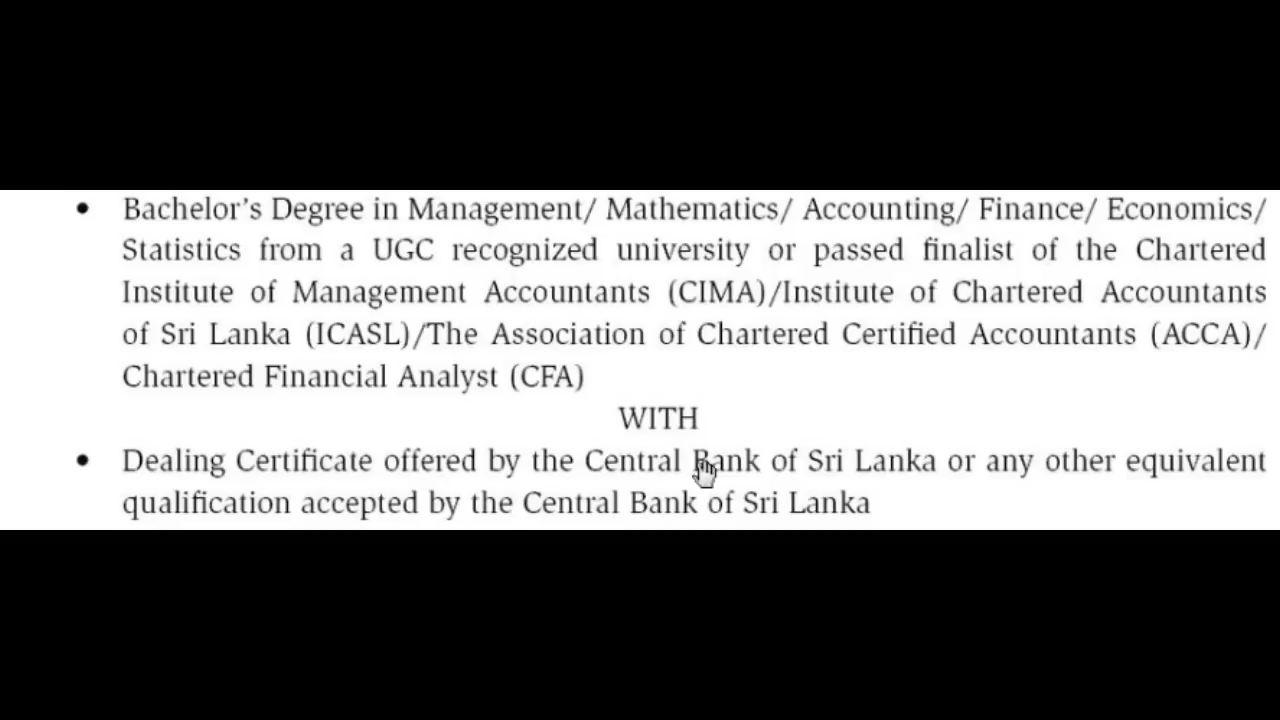 • Bachelor’s Degree in Management/ Mathematics/ Accounting/ Finance/ Economics/
Statistics from a UGC recognized university or passed finalist of the Chartered
Institute of Management Accountants (CIMA)/Institute of Chartered Accountants
of Sri Lanka (ICASL)/The Association of Chartered Certified Accountants (ACCA)/
Chartered Financial Analyst (CFA)
WITH
• Dealing Certificate offered by the Central Bank of Sri Lanka or any other equivalent
qualification accepted by the Central Bank of Sri Lanka